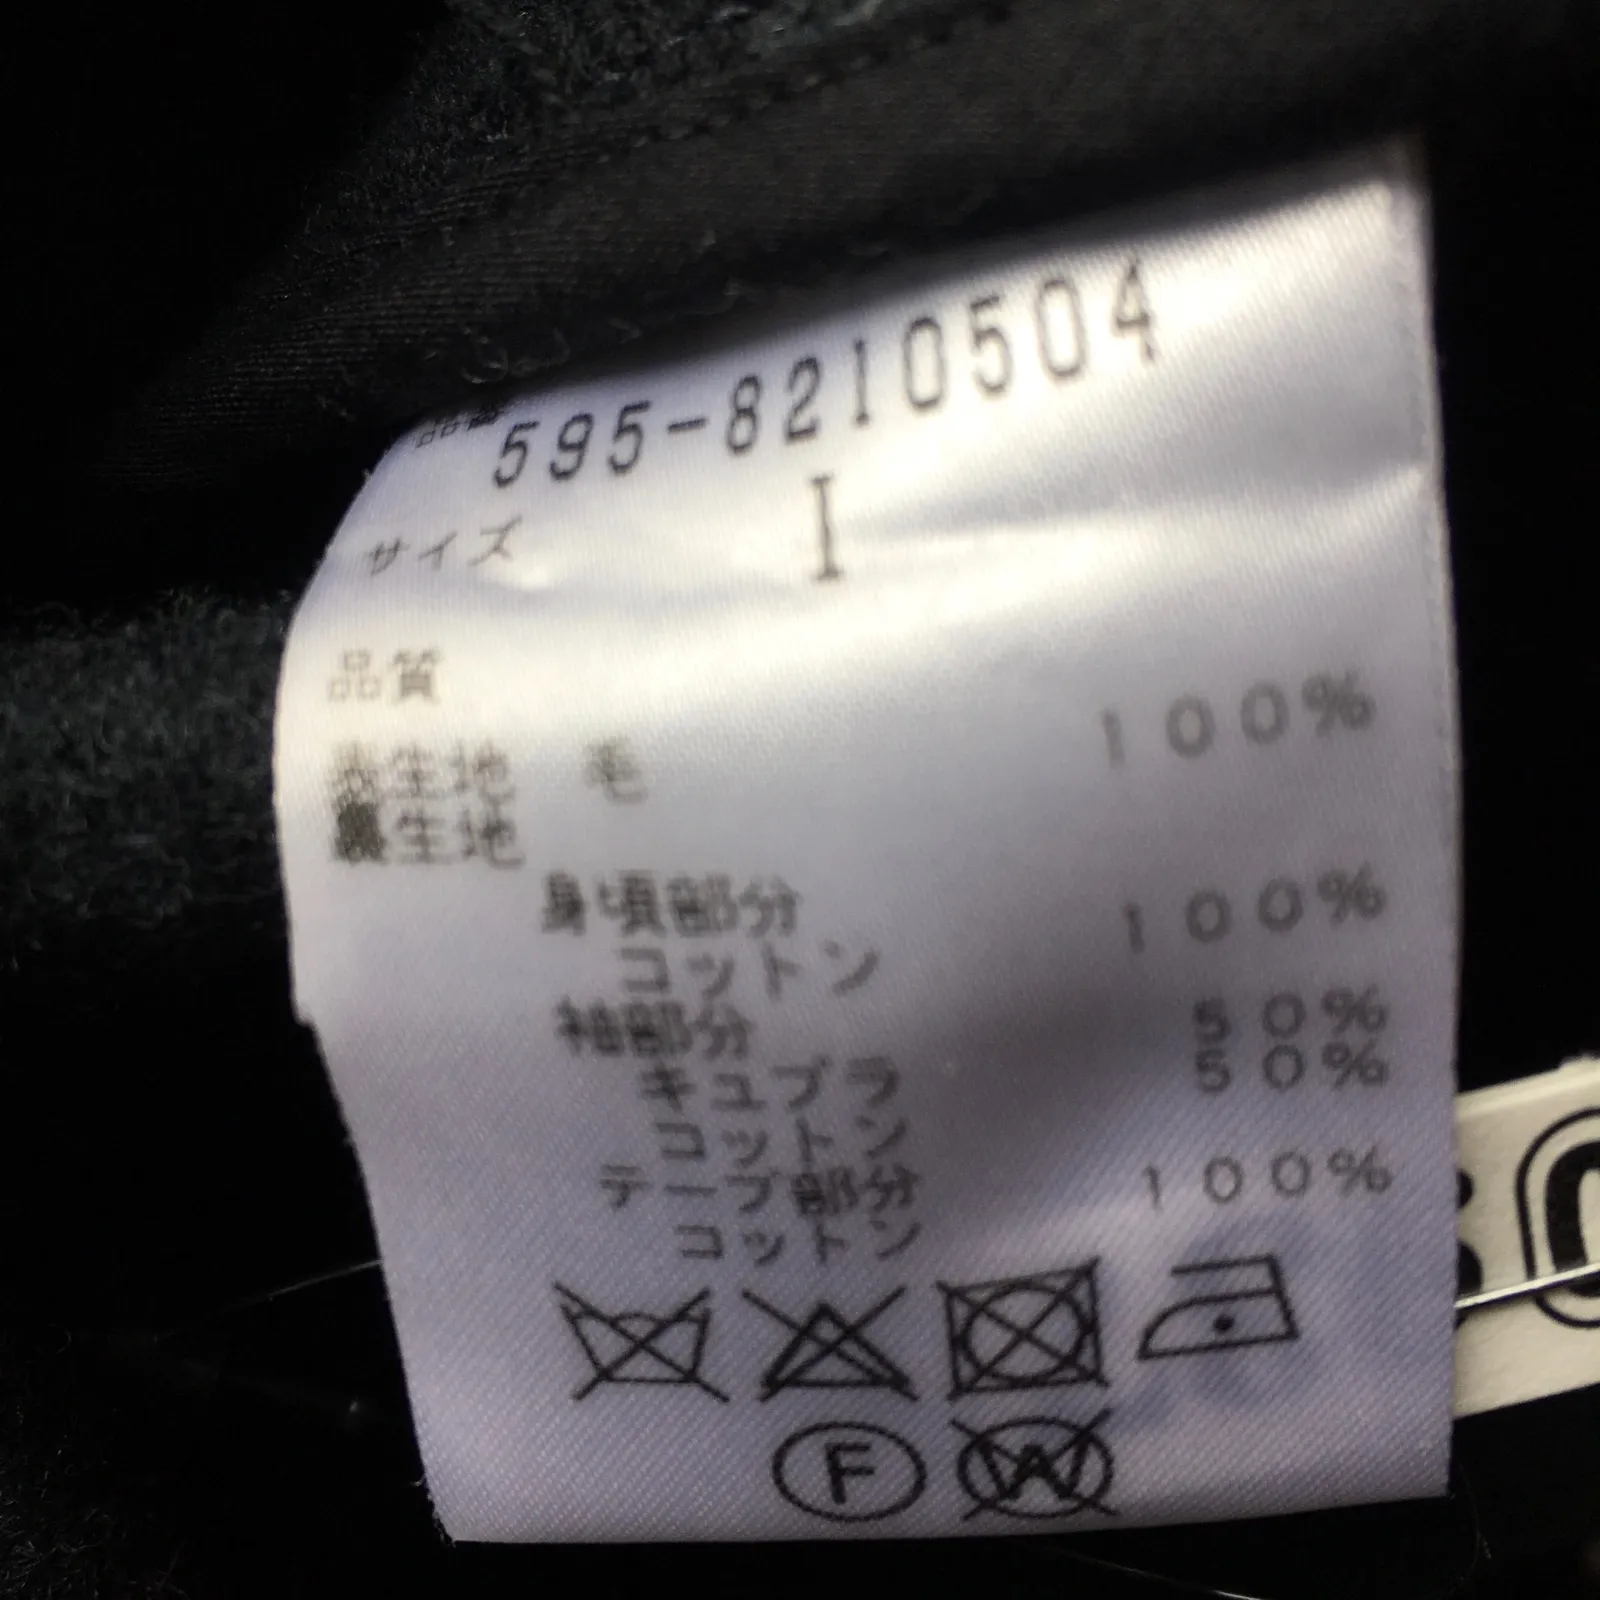 品番 595-8210504
サイズ I
品質
表生地 毛 100%
裏生地
身頃部分
コットン 100%
袖部分
キュプラ 50%
コットン 50%
テープ部分
コットン 100%
F W